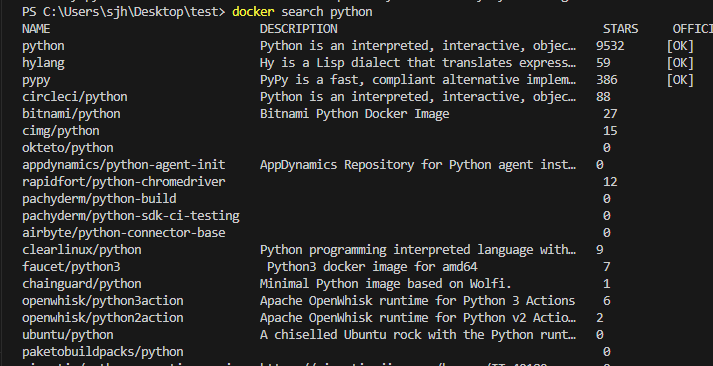 PS C:\Users\sjh\Desktop\test> docker search python
NAME DESCRIPTION STARS OFFICI
python Python is an interpreted, interactive, objec… 9532 [OK]
hylang Hy is a Lisp dialect that translates express… 59 [OK]
pypy PyPy is a fast, compliant alternative implem… 386 [OK]
circleci/python Python is an interpreted, interactive, objec… 88
bitnami/python Bitnami Python Docker Image 27
cimg/python 15
okteto/python 0
appdynamics/python-agent-init AppDynamics Repository for Python agent inst… 0
rapidfort/python-chromedriver 12
pachyderm/python-build 0
pachyderm/python-sdk-ci-testing 0
airbyte/python-connector-base 0
clearlinux/python Python programming interpreted language with… 9
faucet/python3 Python3 docker image for amd64 7
chainguard/python Minimal Python image based on Wolfi. 1
openwhisk/python3action Apache OpenWhisk runtime for Python 3 Actions 6
openwhisk/python2action Apache OpenWhisk runtime for Python v2 Actio… 2
ubuntu/python A chiselled Ubuntu rock with the Python runt… 0
paketobuildpacks/python 0